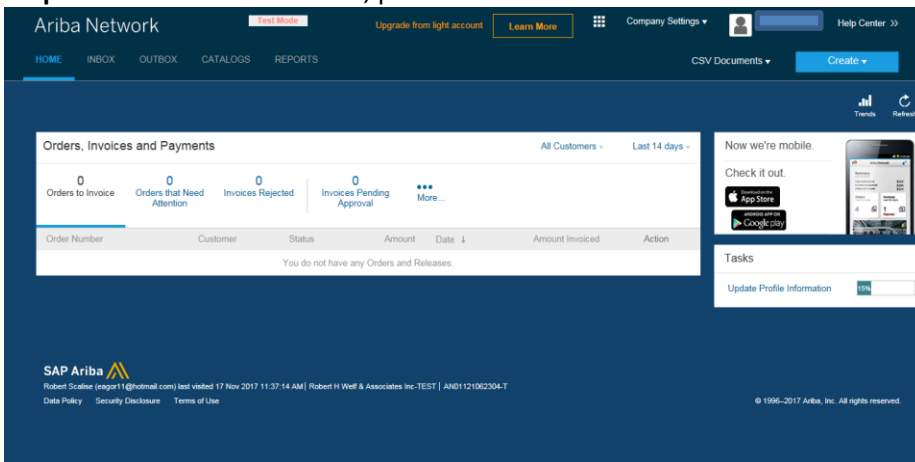 Ariba Network
Test Mode
Upgrade from light account
Learn More
Company Settings
Help Center »
HOME INBOX OUTBOX CATALOGS REPORTS
CSV Documents
Create
Trends Refresh
Orders, Invoices and Payments
All Customers
Last 14 days
0 0 0 0
Orders to Invoice
Orders that Need
Attention
Invoices Rejected
Invoices Pending
Approval
More...
Order Number Customer Status Amount Date ↓ Amount Invoiced Action
You do not have any Orders and Releases.
Now we're mobile.
Check it out.
App Store
ANDROID APP ON
Google play
Tasks
Update Profile Information 15%
SAP Ariba
Robert Scalise (eagor11@hotmail.com) last visited 17 Nov 2017 11:37:14 AM | Robert H Welf & Associates Inc-TEST | AN01121062304-T
Data Policy Security Disclosure Terms of Use
© 1996–2017 Ariba, Inc. All rights reserved.